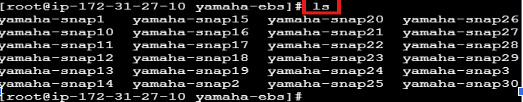 [root@ip-172-31-27-10 yamaha-ebs]# ls
yamaha-snap1 yamaha-snap15 yamaha-snap20 yamaha-snap26
yamaha-snap10 yamaha-snap16 yamaha-snap21 yamaha-snap27
yamaha-snap11 yamaha-snap17 yamaha-snap22 yamaha-snap28
yamaha-snap12 yamaha-snap18 yamaha-snap23 yamaha-snap29
yamaha-snap13 yamaha-snap19 yamaha-snap24 yamaha-snap3
yamaha-snap14 yamaha-snap2 yamaha-snap25 yamaha-snap30
[root@ip-172-31-27-10 yamaha-ebs]#